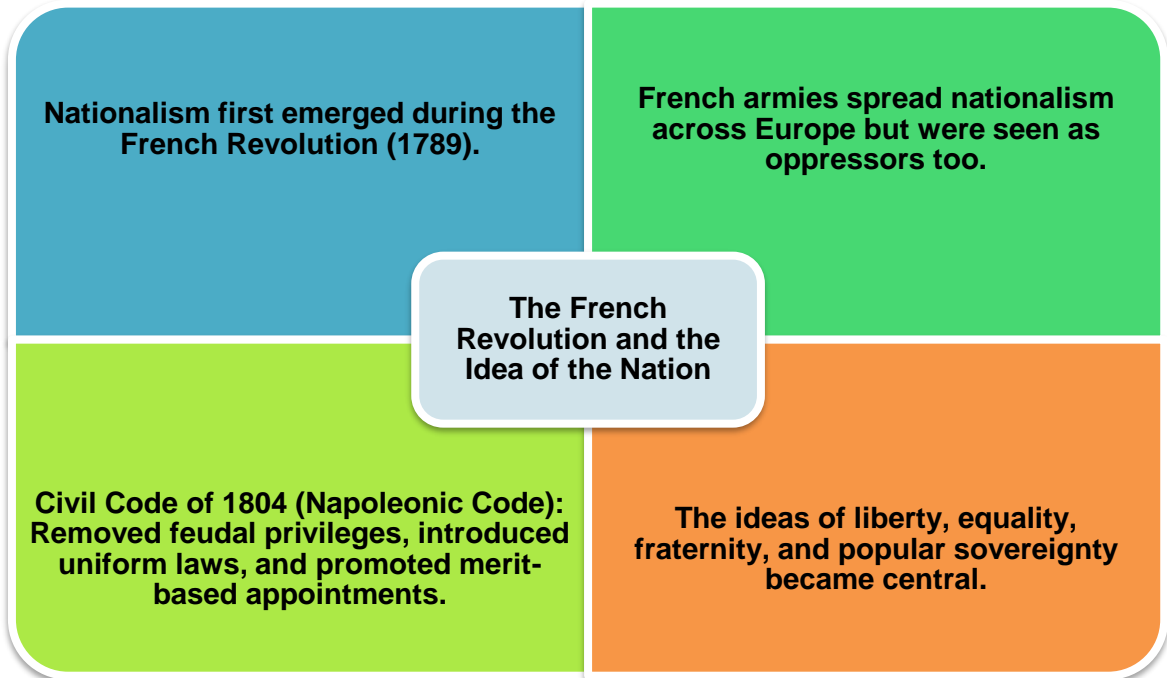 Nationalism first emerged during the
French Revolution (1789).
French armies spread nationalism
across Europe but were seen as
oppressors too.
The French
Revolution and the
Idea of the Nation
Civil Code of 1804 (Napoleonic Code):
Removed feudal privileges, introduced
uniform laws, and promoted merit-
based appointments.
The ideas of liberty, equality,
fraternity, and popular sovereignty
became central.